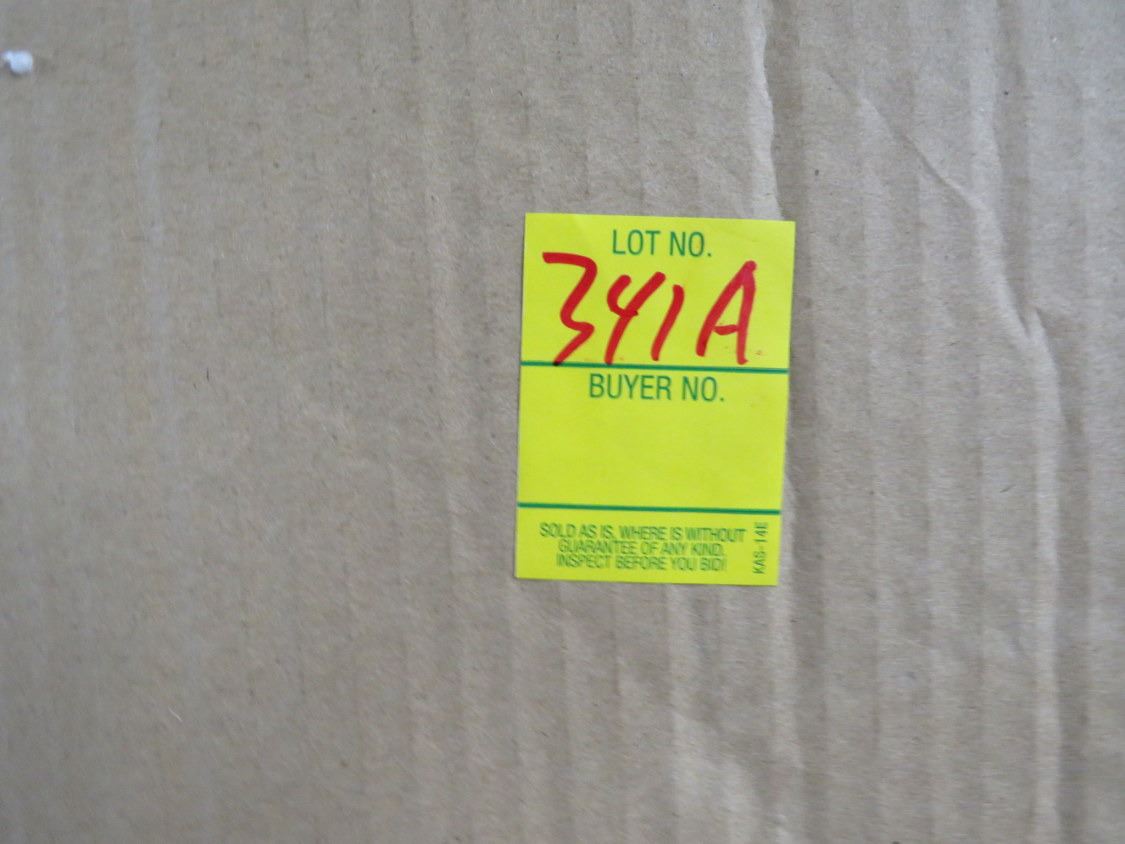 LOT NO.
341A
BUYER NO.
SOLD AS IS, WHERE IS WITHOUT
GUARANTEE OF ANY KIND.
INSPECT BEFORE YOU BID!
KAS-14E